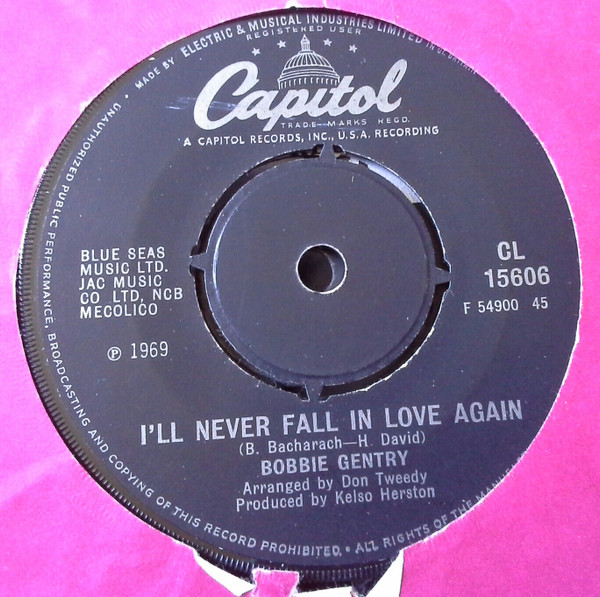 MADE BY ELECTRIC & MUSICAL INDUSTRIES LIMITED
REGISTERED USER
Capitol
TRADE-MARKS REGD.
A CAPITOL RECORDS, INC., U.S.A. RECORDING
BLUE SEAS
MUSIC LTD.
JAC MUSIC
CO LTD, NCB
MECOLICO
℗ 1969
CL
15606
F 54900 45
I'LL NEVER FALL IN LOVE AGAIN
(B. Bacharach—H. David)
BOBBIE GENTRY
Arranged by Don Tweedy
Produced by Kelso Herston
UNAUTHORIZED PUBLIC PERFORMANCE, BROADCASTING AND COPYING OF THIS RECORD PROHIBITED. • ALL RIGHTS OF THE